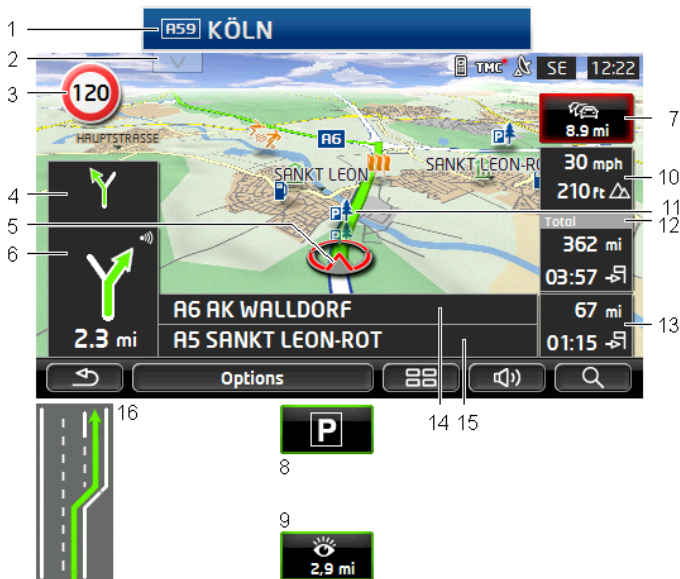 1
A59 KÖLN
2
TMC SE 12:22
3
120
HAUPTSTRASSE
A6
P
8.9 mi
7
SANKT LEON
SANKT LEON-RO
30 mph
210 ft
10
4
P
11
P
5
Total
12
362 mi
03:57
6
2.3 mi
A6 AK WALLDORF
A5 SANKT LEON-ROT
67 mi
01:15
13
Options
14 15
16
P
8
9
2,9 mi